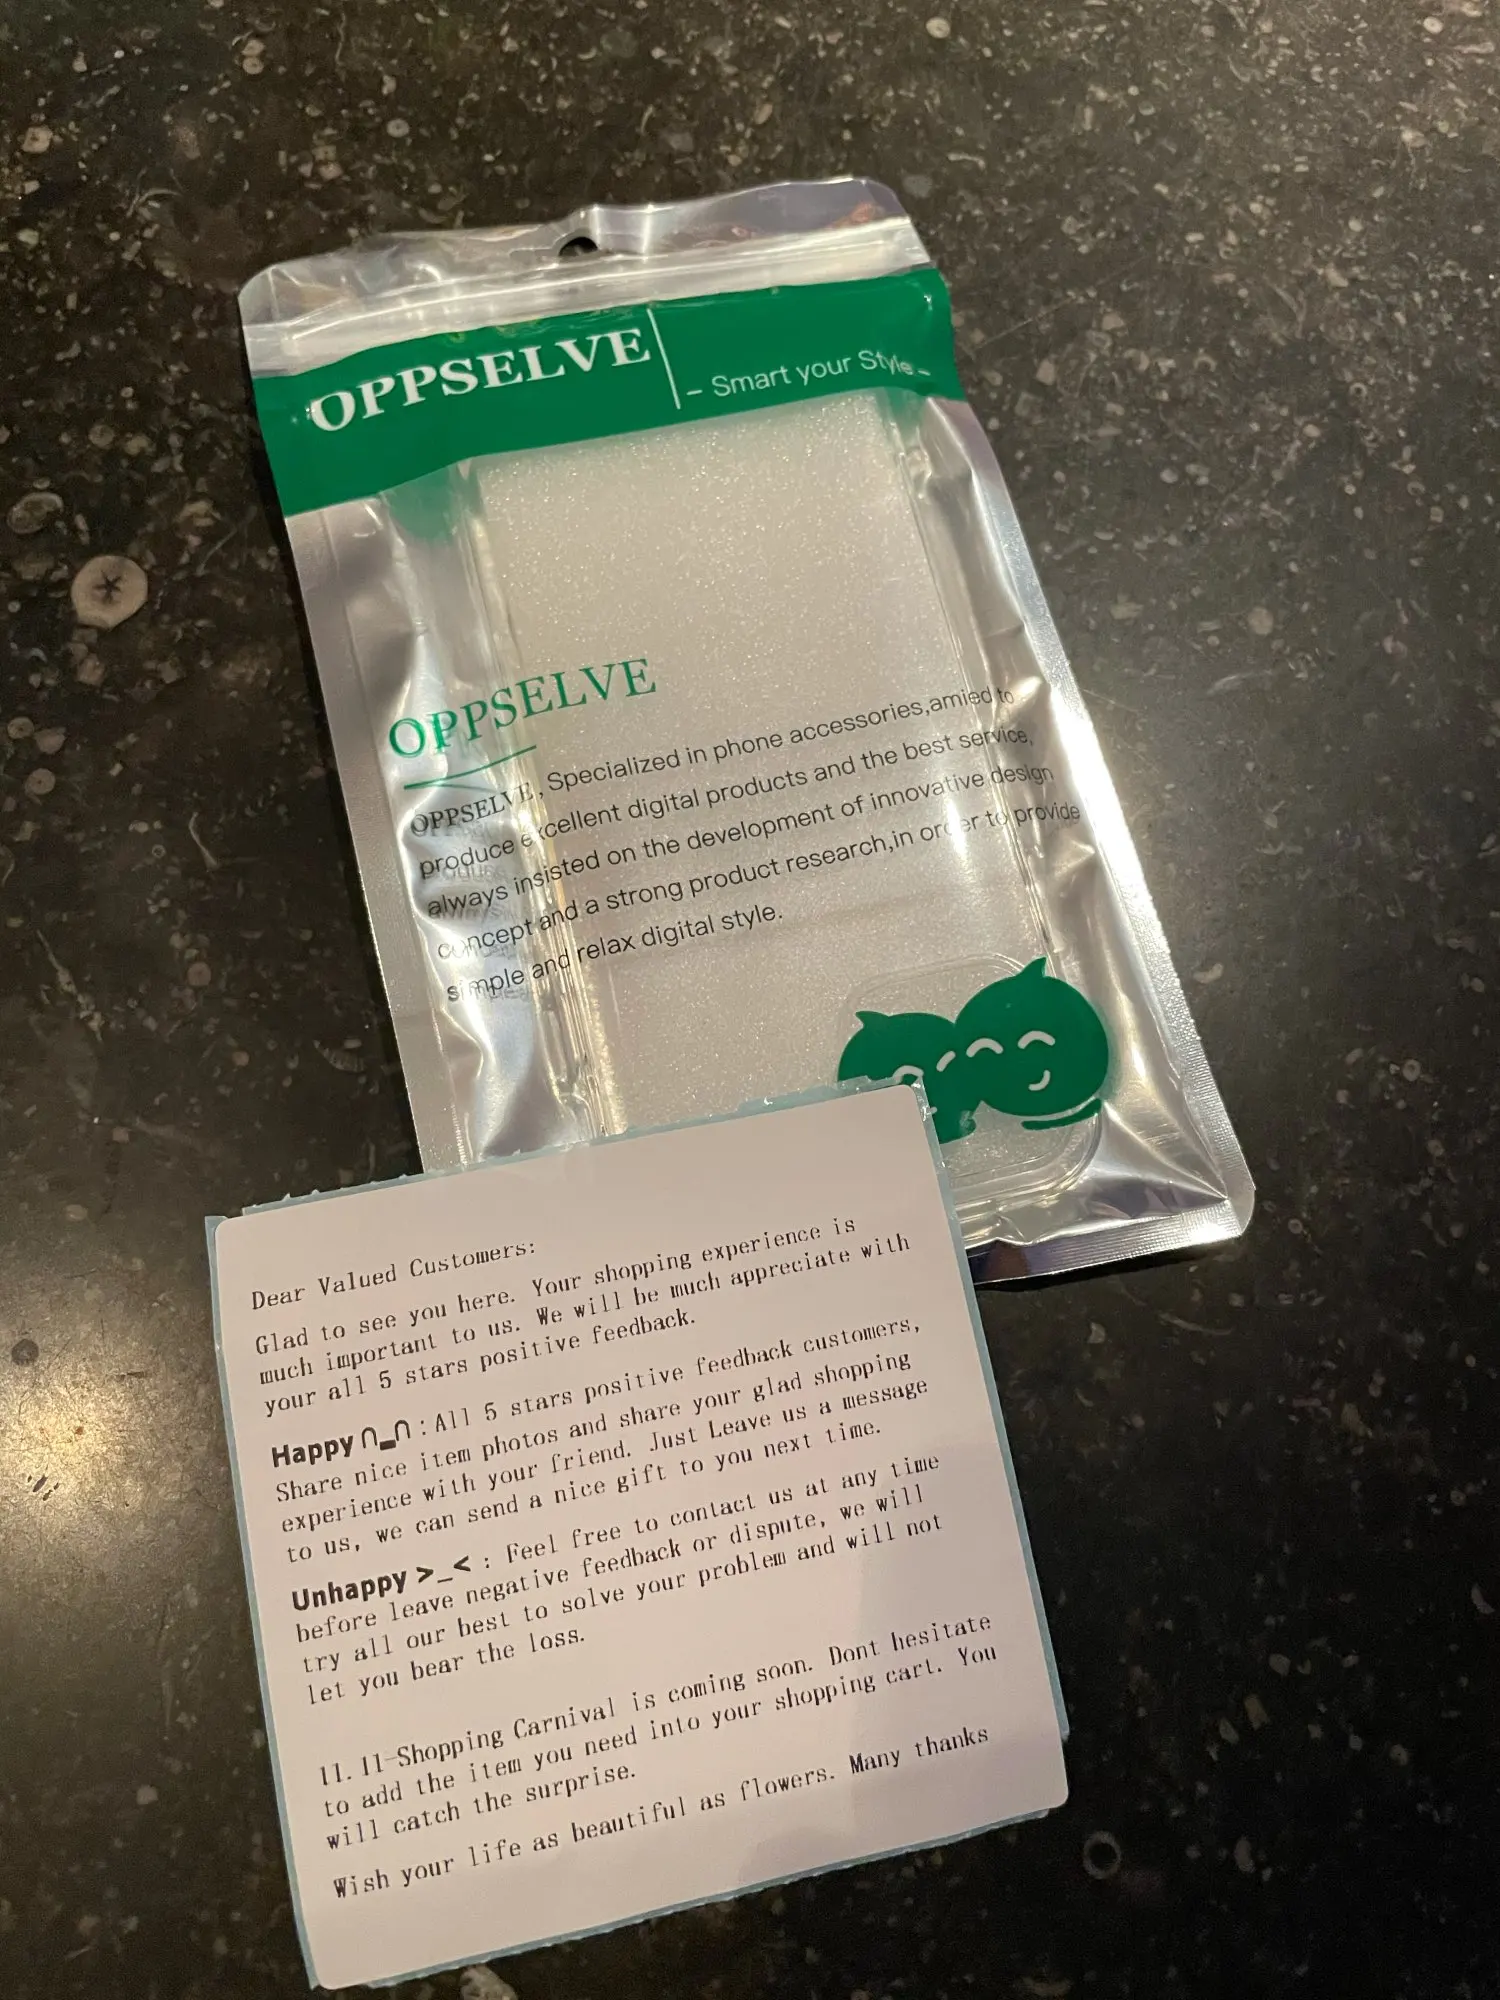 OPPSELVE
- Smart your Style -
OPPSELVE
OPPSELVE, Specialized in phone accessories,amied to
produce excellent digital products and the best service,
always insisted on the development of innovative design
concept and a strong product research,in order to provide
simple and relax digital style.
Dear Valued Customers:
Glad to see you here. Your shopping experience is
much important to us. We will be much appreciate with
your all 5 stars positive feedback.
Happy ∩_∩ : All 5 stars positive feedback customers,
Share nice item photos and share your glad shopping
experience with your friend. Just Leave us a message
to us, we can send a nice gift to you next time.
Unhappy >_< : Feel free to contact us at any time
before leave negative feedback or dispute, we will
try all our best to solve your problem and will not
let you bear the loss.
11.11-Shopping Carnival is coming soon. Dont hesitate
to add the item you need into your shopping cart. You
will catch the surprise.
Wish your life as beautiful as flowers. Many thanks